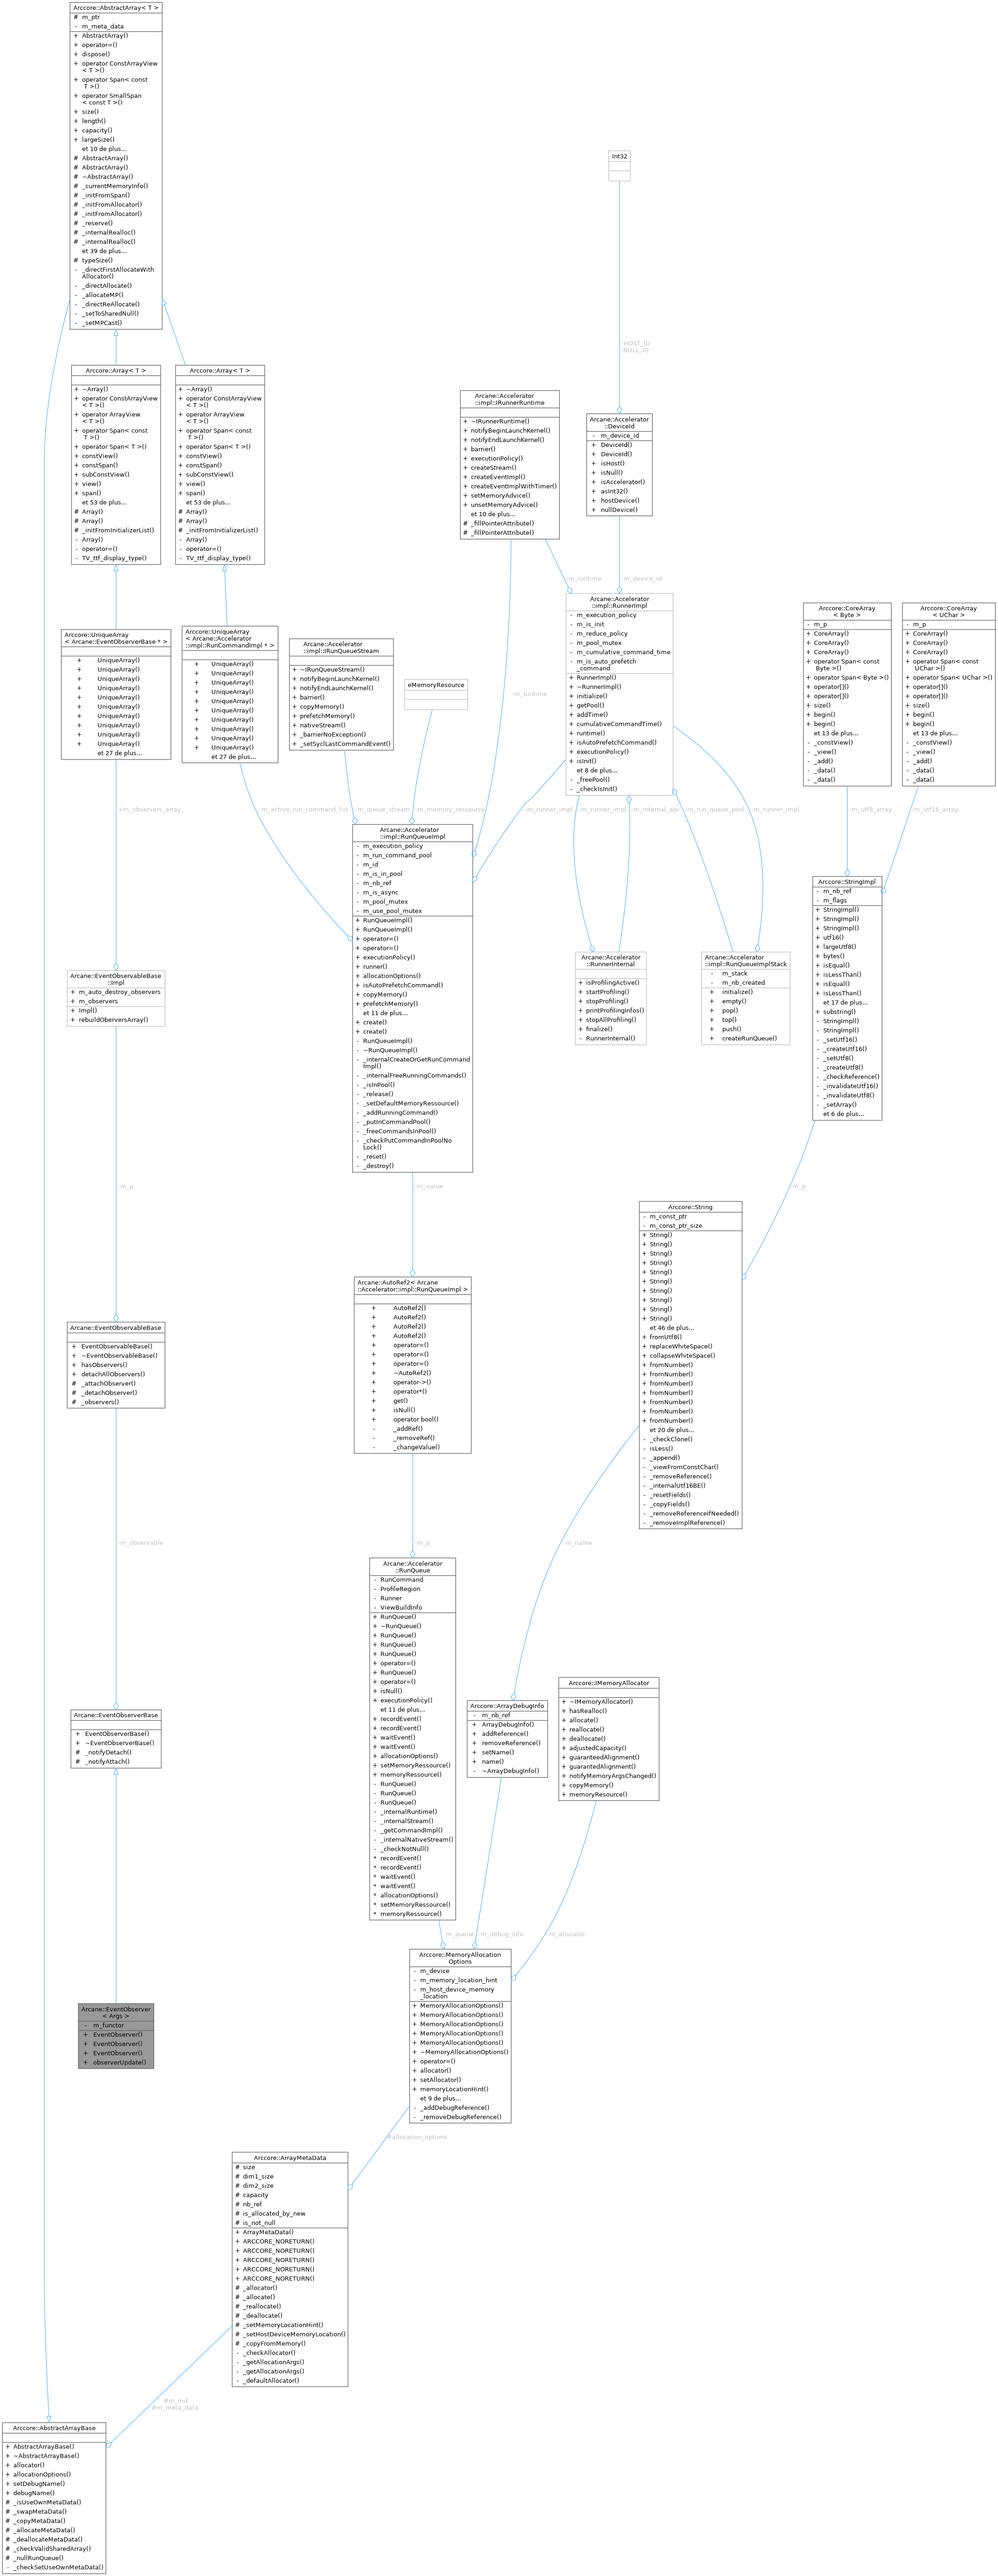 Arccore::AbstractArray< T >
# m_ptr
- m_meta_data
+ AbstractArray()
+ operator=()
+ dispose()
+ operator ConstArrayView
< T >()
+ operator Span< const
 T >()
+ operator SmallSpan
< const T >()
+ size()
+ length()
+ capacity()
+ largeSize()
et 10 de plus...
# AbstractArray()
# AbstractArray()
# ~AbstractArray()
# _currentMemoryInfo()
# _initFromSpan()
# _initFromAllocator()
# _initFromAllocator()
# _reserve()
# _internalRealloc()
# _internalRealloc()
et 39 de plus...
# typeSize()
- _directFirstAllocateWith
Allocator()
- _directAllocate()
- _allocateMP()
- _directReAllocate()
- _setToSharedNull()
- _setMPCast()
Int32
-HOST_ID
-NULL_ID
Arccore::Array< T >
+ ~Array()
+ operator ConstArrayView
< T >()
+ operator ArrayView
< T >()
+ operator Span< const
 T >()
+ operator Span< T >()
+ constView()
+ constSpan()
+ subConstView()
+ view()
+ span()
et 53 de plus...
# Array()
# Array()
# _initFromInitializerList()
- Array()
- operator=()
- TV_ttf_display_type()
Arccore::Array< T >
+ ~Array()
+ operator ConstArrayView
< T >()
+ operator ArrayView
< T >()
+ operator Span< const
 T >()
+ operator Span< T >()
+ constView()
+ constSpan()
+ subConstView()
+ view()
+ span()
et 53 de plus...
# Array()
# Array()
# _initFromInitializerList()
- Array()
- operator=()
- TV_ttf_display_type()
Arcane::Accelerator
::impl::IRunnerRuntime
+ ~IRunnerRuntime()
+ notifyBeginLaunchKernel()
+ notifyEndLaunchKernel()
+ barrier()
+ executionPolicy()
+ createStream()
+ createEventImpl()
+ createEventImplWithTimer()
+ setMemoryAdvice()
+ unsetMemoryAdvice()
et 10 de plus...
# _fillPointerAttribute()
# _fillPointerAttribute()
Arcane::Accelerator
::DeviceId
- m_device_id
+ DeviceId()
+ DeviceId()
+ isHost()
+ isNull()
+ isAccelerator()
+ asInt32()
+ hostDevice()
+ nullDevice()
-m_runtime
-m_device_id
Arcane::Accelerator
::impl::RunnerImpl
- m_execution_policy
- m_is_init
- m_reduce_policy
- m_pool_mutex
- m_cumulative_command_time
- m_is_auto_prefetch
_command
+ RunnerImpl()
+ ~RunnerImpl()
+ initialize()
+ getPool()
+ addTime()
+ cumulativeCommandTime()
+ runtime()
+ isAutoPrefetchCommand()
+ executionPolicy()
+ isInit()
et 8 de plus...
- _freePool()
- _checkIsInit()
Arccore::CoreArray
< Byte >
- m_p
+ CoreArray()
+ CoreArray()
+ CoreArray()
+ operator Span< const
 Byte >()
+ operator Span< Byte >()
+ operator[]()
+ operator[]()
+ size()
+ begin()
+ begin()
et 13 de plus...
- _constView()
- _view()
- _add()
- _data()
- _data()
Arccore::CoreArray
< UChar >
- m_p
+ CoreArray()
+ CoreArray()
+ CoreArray()
+ operator Span< const
 UChar >()
+ operator Span< UChar >()
+ operator[]()
+ operator[]()
+ size()
+ begin()
+ begin()
et 13 de plus...
- _constView()
- _view()
- _add()
- _data()
- _data()
Arccore::UniqueArray
< Arcane::EventObserverBase * >
+ UniqueArray()
+ UniqueArray()
+ UniqueArray()
+ UniqueArray()
+ UniqueArray()
+ UniqueArray()
+ UniqueArray()
+ UniqueArray()
+ UniqueArray()
+ UniqueArray()
et 27 de plus...
Arccore::UniqueArray
< Arcane::Accelerator
::impl::RunCommandImpl * >
+ UniqueArray()
+ UniqueArray()
+ UniqueArray()
+ UniqueArray()
+ UniqueArray()
+ UniqueArray()
+ UniqueArray()
+ UniqueArray()
+ UniqueArray()
+ UniqueArray()
et 27 de plus...
Arcane::Accelerator
::impl::IRunQueueStream
+ ~IRunQueueStream()
+ notifyBeginLaunchKernel()
+ notifyEndLaunchKernel()
+ barrier()
+ copyMemory()
+ prefetchMemory()
+ nativeStream()
+ _barrierNoException()
+ _setSyclLastCommandEvent()
eMemoryResource
-m_runtime
+m_observers_array
-m_active_run_command_list
-m_queue_stream
-m_memory_ressource
-m_runner_impl
-m_runner_impl
-m_internal_api
-m_run_queue_pool
-m_runner_impl
-m_utf8_array
-m_utf16_array
Arcane::Accelerator
::impl::RunQueueImpl
- m_execution_policy
- m_run_command_pool
- m_id
- m_is_in_pool
- m_nb_ref
- m_is_async
- m_pool_mutex
- m_use_pool_mutex
+ RunQueueImpl()
+ RunQueueImpl()
+ operator=()
+ operator=()
+ executionPolicy()
+ runner()
+ allocationOptions()
+ isAutoPrefetchCommand()
+ copyMemory()
+ prefetchMemory()
et 11 de plus...
+ create()
+ create()
- RunQueueImpl()
- ~RunQueueImpl()
- _internalCreateOrGetRunCommand
Impl()
- _internalFreeRunningCommands()
- _isInPool()
- _release()
- _setDefaultMemoryRessource()
- _addRunningCommand()
- _putInCommandPool()
- _freeCommandsInPool()
- _checkPutCommandInPoolNo
Lock()
- _reset()
- _destroy()
Arccore::StringImpl
- m_nb_ref
- m_flags
+ StringImpl()
+ StringImpl()
+ StringImpl()
+ utf16()
+ largeUtf8()
+ bytes()
+ isEqual()
+ isLessThan()
+ isEqual()
+ isLessThan()
et 17 de plus...
+ substring()
- StringImpl()
- StringImpl()
- _setUtf16()
- _createUtf16()
- _setUtf8()
- _createUtf8()
- _checkReference()
- _invalidateUtf16()
- _invalidateUtf8()
- _setArray()
et 6 de plus...
Arcane::EventObservableBase
::Impl
+ m_auto_destroy_observers
+ m_observers
+ Impl()
+ rebuildOberversArray()
Arcane::Accelerator
::RunnerInternal
+ isProfilingActive()
+ startProfiling()
+ stopProfiling()
+ printProfilingInfos()
+ stopAllProfiling()
+ finalize()
- RunnerInternal()
Arcane::Accelerator
::impl::RunQueueImplStack
- m_stack
- m_nb_created
+ initialize()
+ empty()
+ pop()
+ top()
+ push()
+ createRunQueue()
-m_p
-m_value
-m_p
Arccore::String
- m_const_ptr
- m_const_ptr_size
+ String()
+ String()
+ String()
+ String()
+ String()
+ String()
+ String()
+ String()
+ String()
+ String()
et 46 de plus...
+ fromUtf8()
+ replaceWhiteSpace()
+ collapseWhiteSpace()
+ fromNumber()
+ fromNumber()
+ fromNumber()
+ fromNumber()
+ fromNumber()
+ fromNumber()
+ fromNumber()
et 20 de plus...
- _checkClone()
- isLess()
- _append()
- _viewFromConstChar()
- _removeReference()
- _internalUtf16BE()
- _resetFields()
- _copyFields()
- _removeReferenceIfNeeded()
- _removeImplReference()
Arcane::AutoRef2< Arcane
::Accelerator::impl::RunQueueImpl >
+ AutoRef2()
+ AutoRef2()
+ AutoRef2()
+ AutoRef2()
+ operator=()
+ operator=()
+ operator=()
+ ~AutoRef2()
+ operator->()
+ operator*()
+ get()
+ isNull()
+ operator bool()
- _addRef()
- _removeRef()
- _changeValue()
Arcane::EventObservableBase
+ EventObservableBase()
+ ~EventObservableBase()
+ hasObservers()
+ detachAllObservers()
# _attachObserver()
# _detachObserver()
# _observers()
-m_observable
-m_p
-m_name
Arcane::Accelerator
::RunQueue
- RunCommand
- ProfileRegion
- Runner
- ViewBuildInfo
+ RunQueue()
+ ~RunQueue()
+ RunQueue()
+ RunQueue()
+ RunQueue()
+ operator=()
+ RunQueue()
+ operator=()
+ isNull()
+ executionPolicy()
et 11 de plus...
+ recordEvent()
+ recordEvent()
+ waitEvent()
+ waitEvent()
+ allocationOptions()
+ setMemoryRessource()
+ memoryRessource()
- RunQueue()
- RunQueue()
- RunQueue()
- _internalRuntime()
- _internalStream()
- _getCommandImpl()
- _internalNativeStream()
- _checkNotNull()
* recordEvent()
* recordEvent()
* waitEvent()
* waitEvent()
* allocationOptions()
* setMemoryRessource()
* memoryRessource()
Arccore::ArrayDebugInfo
- m_nb_ref
+ ArrayDebugInfo()
+ addReference()
+ removeReference()
+ setName()
+ name()
- ~ArrayDebugInfo()
Arccore::IMemoryAllocator
+ ~IMemoryAllocator()
+ hasRealloc()
+ allocate()
+ reallocate()
+ deallocate()
+ adjustedCapacity()
+ guaranteedAlignment()
+ guarantedAlignment()
+ notifyMemoryArgsChanged()
+ copyMemory()
+ memoryResource()
Arcane::EventObserverBase
+ EventObserverBase()
+ ~EventObserverBase()
# _notifyDetach()
# _notifyAttach()
-m_queue
-m_debug_info
-m_allocator
Arccore::MemoryAllocation
Options
- m_device
- m_memory_location_hint
- m_host_device_memory
_location
+ MemoryAllocationOptions()
+ MemoryAllocationOptions()
+ MemoryAllocationOptions()
+ MemoryAllocationOptions()
+ MemoryAllocationOptions()
+ ~MemoryAllocationOptions()
+ operator=()
+ allocator()
+ setAllocator()
+ memoryLocationHint()
et 9 de plus...
- _addDebugReference()
- _removeDebugReference()
Arcane::EventObserver
< Args >
- m_functor
+ EventObserver()
+ EventObserver()
+ EventObserver()
+ observerUpdate()
#allocation_options
Arccore::ArrayMetaData
# size
# dim1_size
# dim2_size
# capacity
# nb_ref
# is_allocated_by_new
# is_not_null
+ ArrayMetaData()
+ ARCCORE_NORETURN()
+ ARCCORE_NORETURN()
+ ARCCORE_NORETURN()
+ ARCCORE_NORETURN()
+ ARCCORE_NORETURN()
# _allocator()
# _allocate()
# _reallocate()
# _deallocate()
# _setMemoryLocationHint()
# _setHostDeviceMemoryLocation()
# _copyFromMemory()
- _checkAllocator()
- _getAllocationArgs()
- _getAllocationArgs()
- _defaultAllocator()
#m_md
#m_meta_data
Arccore::AbstractArrayBase
+ AbstractArrayBase()
+ ~AbstractArrayBase()
+ allocator()
+ allocationOptions()
+ setDebugName()
+ debugName()
# _isUseOwnMetaData()
# _swapMetaData()
# _copyMetaData()
# _allocateMetaData()
# _deallocateMetaData()
# _checkValidSharedArray()
# _nullRunQueue()
- _checkSetUseOwnMetaData()